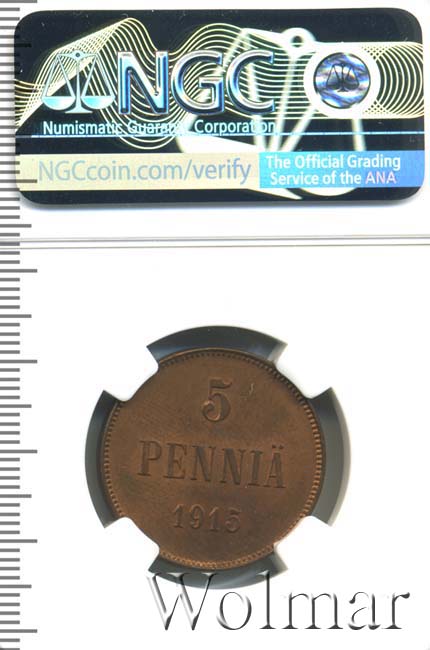 NGC
Numismatic Guaranty Corporation
NGCcoin.com/verify
The Official Grading
Service of the ANA
5
PENNIÄ
1915
Wolmar